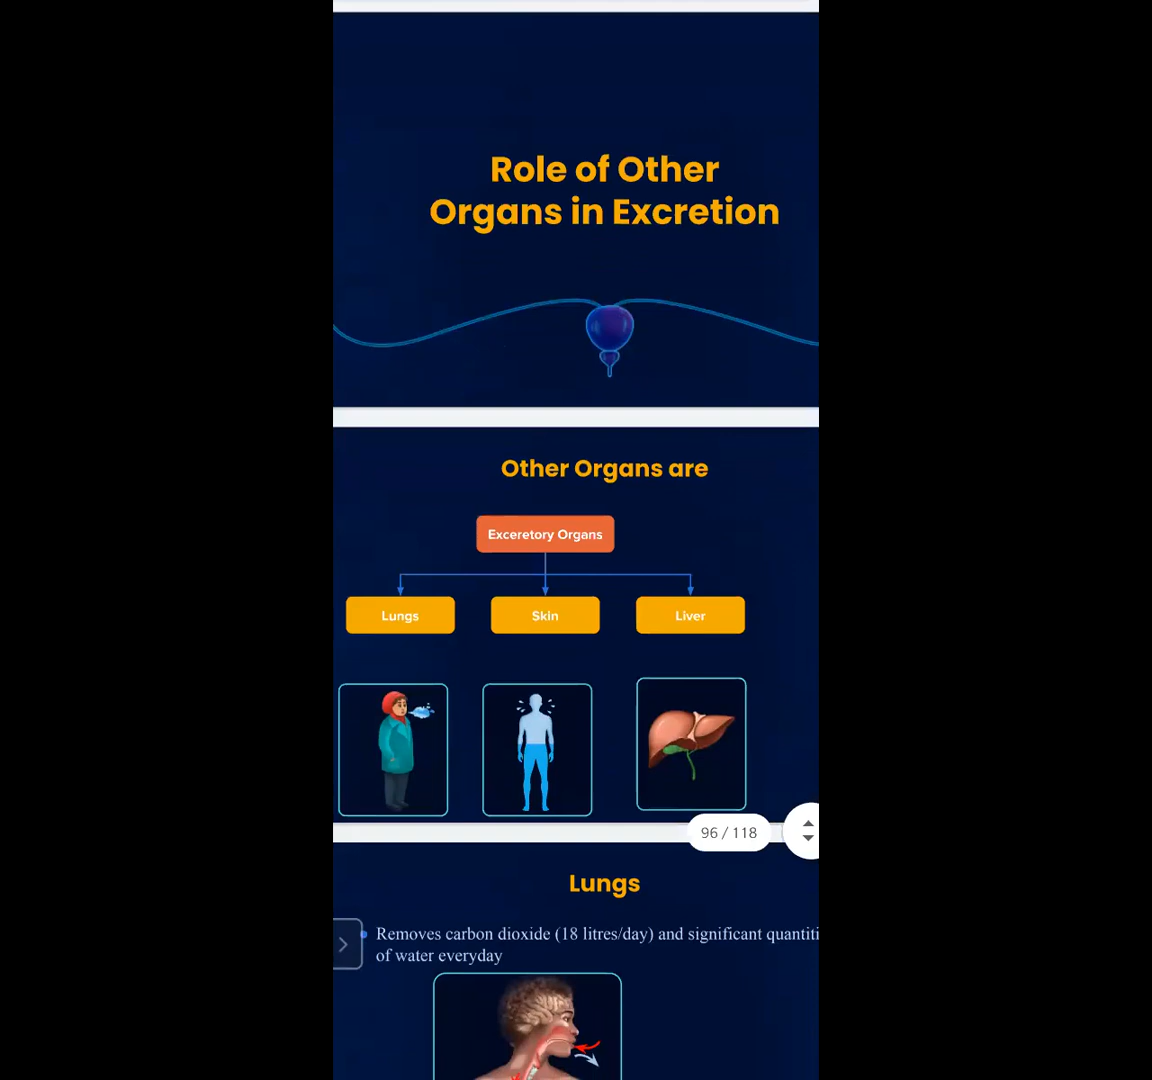 Role of Other
Organs in Excretion
Other Organs are
Exceretory Organs
Lungs
Skin
Liver
96 / 118
Lungs
Removes carbon dioxide (18 litres/day) and significant quantiti
of water everyday